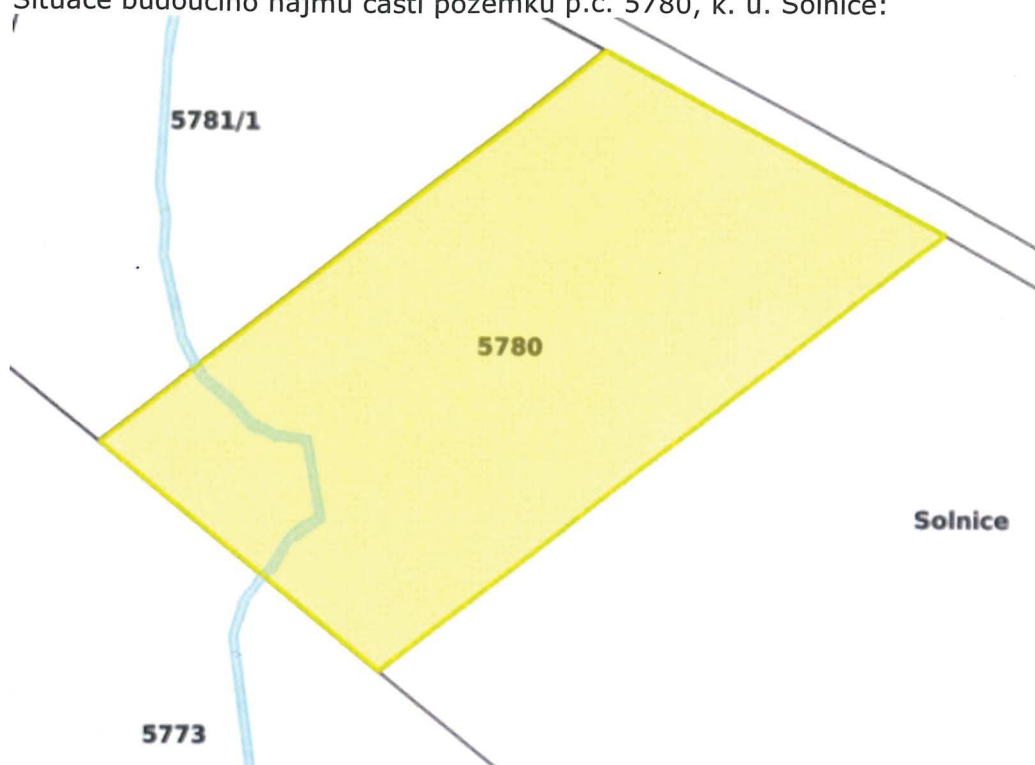 Situace budoucího nájmu části pozemku p.č. 5780, k. ú. Solnice:
5781/1
5780
Solnice
5773